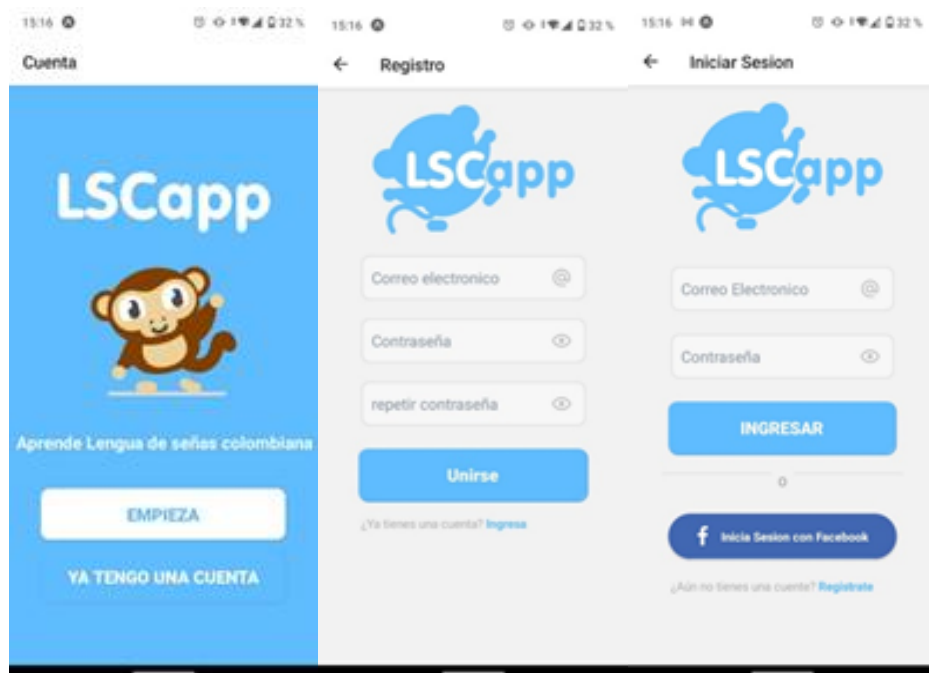 15:16
32 %
Cuenta
LSCapp
Aprende Lengua de señas colombiana
EMPIEZA
YA TENGO UNA CUENTA
15:16
32 %
Registro
LSCapp
Correo electronico
Contraseña
repetir contraseña
Unirse
¿Ya tienes una cuenta? Ingresa
15:16
32 %
Iniciar Sesion
LSCapp
Correo Electronico
Contraseña
INGRESAR
O
f Inicia Sesion con Facebook
¿Aún no tienes una cuente? Registrate